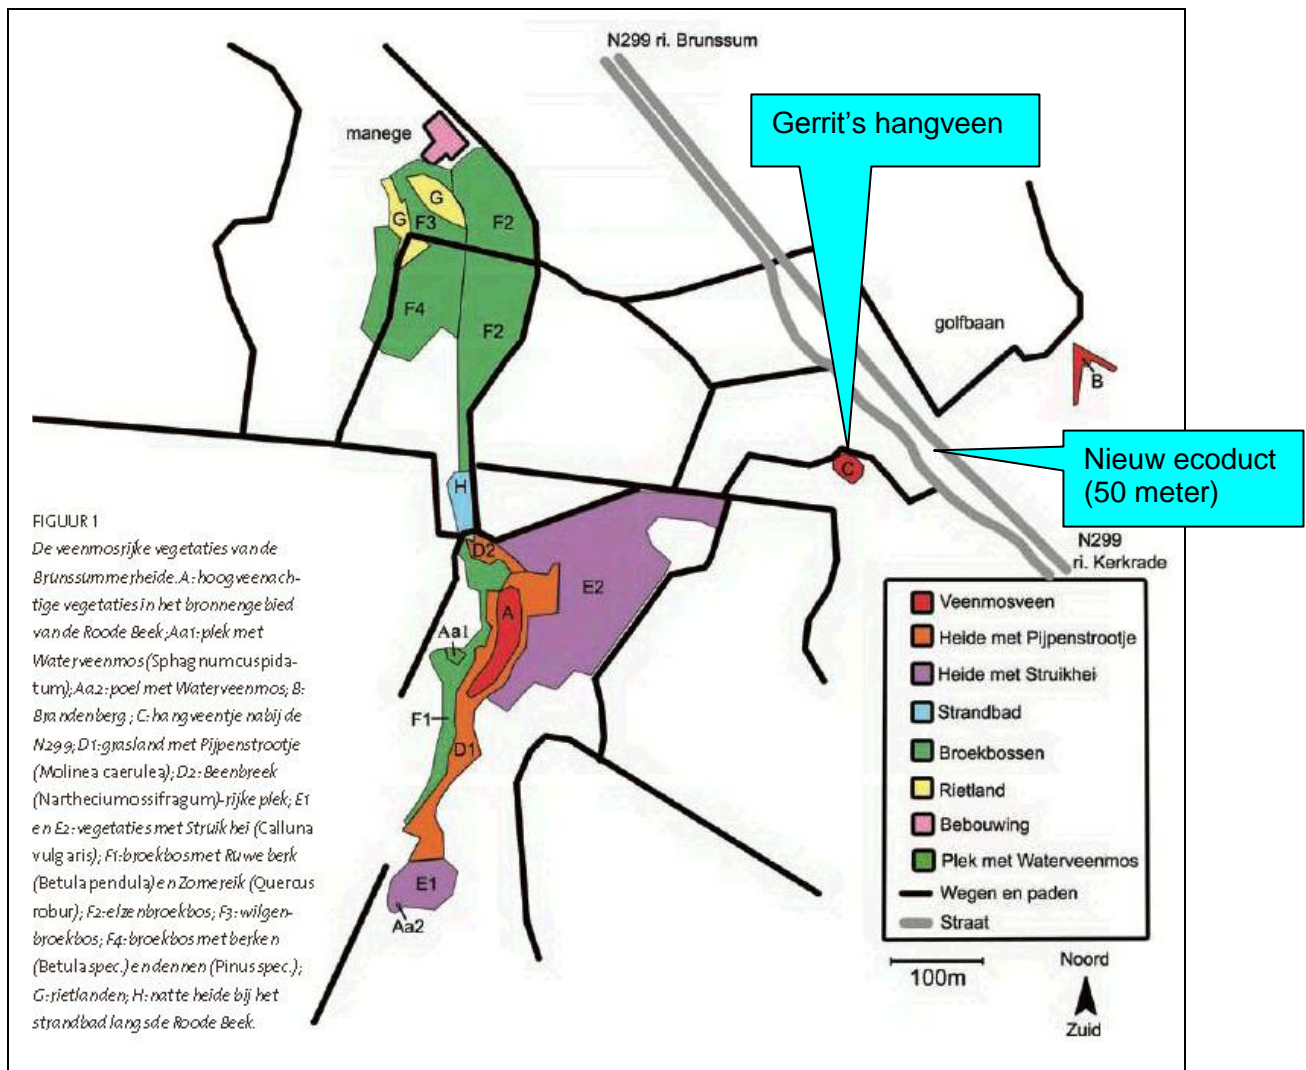 N299 ri. Brunssum
Gerrit's hangveen
manege
G
G
F3
F2
F4
F2
golfbaan
B
C
Nieuw ecoduct
(50 meter)
N299
ri. Kerkrade
H
D2
E2
A
Aa1
F1
D1
E1
Aa2
FIGUUR 1
De veenmosrijke vegetaties van de
Brunssummerheide. A: hoogveenach-
tige vegetaties in het bronnengebied
van de Roode Beek; Aa1: plek met
Waterveenmos (Sphagnum cuspida-
tum); Aa2: poel met Waterveenmos; B:
Brandenberg ; C: hangveentje nabij de
N299; D1: grasland met Pijpenstrootje
(Molinea caerulea); D2: Beenbreek
(Narthecium ossifragum)-rijke plek; E1
en E2: vegetaties met Struikhei (Calluna
vulgaris); F1: broekbos met Ruwe berk
(Betula pendula) en Zomereik (Quercus
robur); F2: elzenbroekbos; F3: wilgen-
broekbos; F4: broekbos met berken
(Betula spec.) en dennen (Pinus spec.);
G: rietlanden; H: natte heide bij het
strandbad langs de Roode Beek.
Veenmosveen
Heide met Pijpenstrootje
Heide met Struikhei
Strandbad
Broekbossen
Rietland
Bebouwing
Plek met Waterveenmos
Wegen en paden
Straat
100m
Noord
Zuid